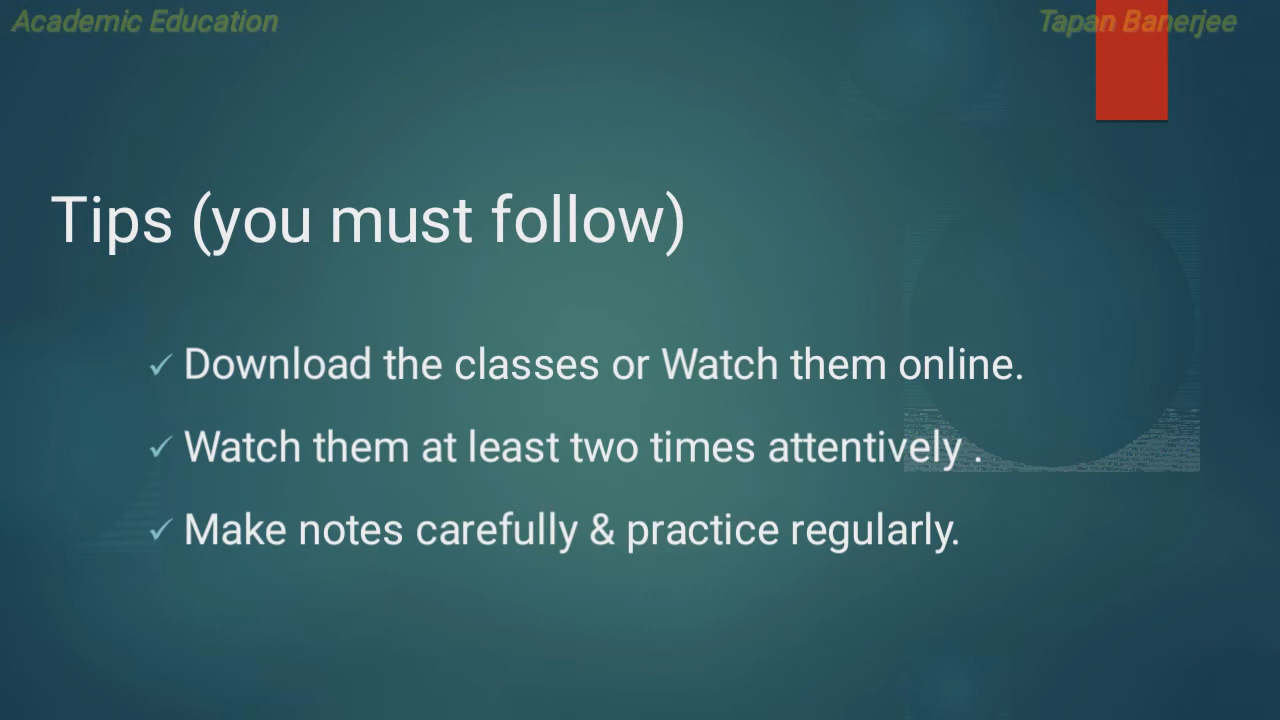 Academic Education
Tapan Banerjee
Tips (you must follow)
✓ Download the classes or Watch them online.
✓ Watch them at least two times attentively .
✓ Make notes carefully & practice regularly.